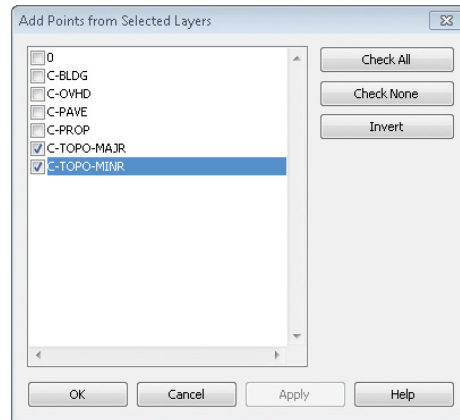 Add Points from Selected Layers
0
C-BLDG
C-OVHD
C-PAVE
C-PROP
C-TOPO-MAJR
C-TOPO-MINR
Check All
Check None
Invert
OK
Cancel
Apply
Help